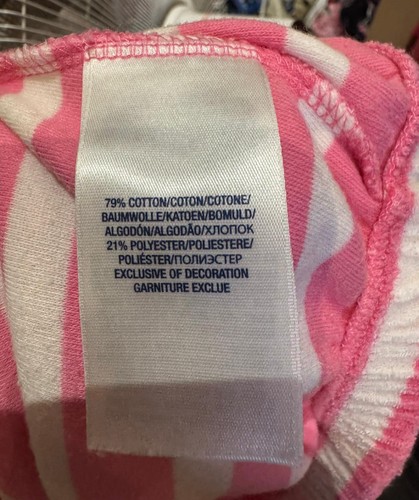 79% COTTON/COTON/COTONE/
BAUMWOLLE/KATOEN/BOMULD/
ALGODÓN/ALGODÃO/ХЛОПОК
21% POLYESTER/POLIESTERE/
POLIÉSTER/ПОЛИЭСТЕР
EXCLUSIVE OF DECORATION
GARNITURE EXCLUE